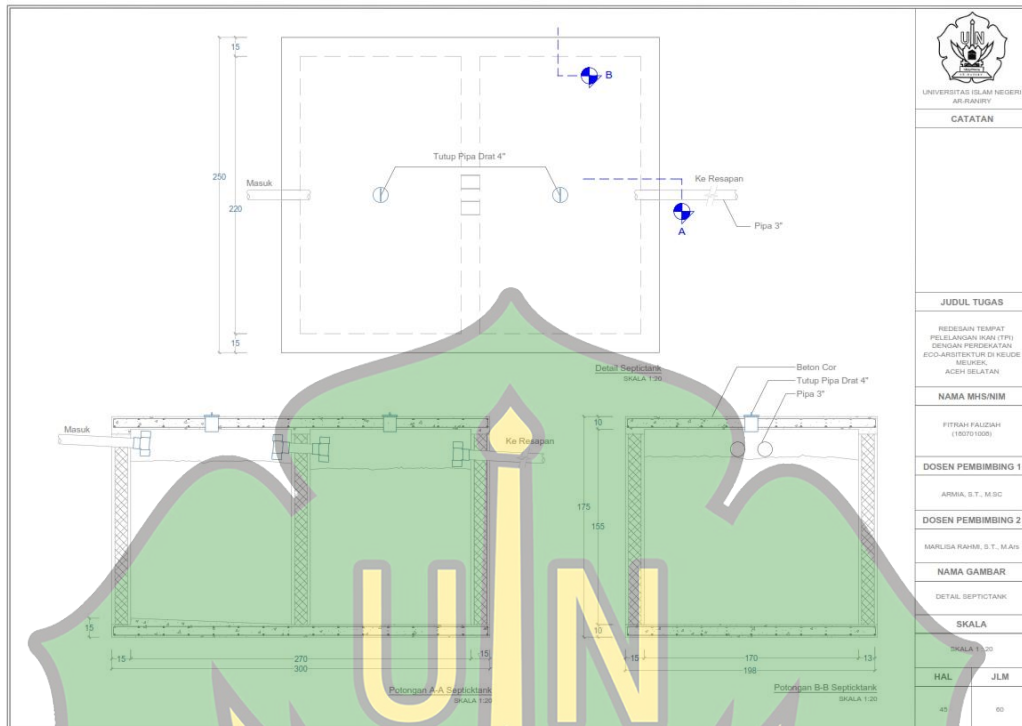 15
250
220
15
B
Tutup Pipa Drat 4"
Masuk
Ke Resapan
A
Pipa 3"
Detail Septictank
SKALA 1:20
Masuk
Ke Resapan
15
15
270
15
300
Potongan A-A Septicktank
SKALA 1:20
Beton Cor
Tutup Pipa Drat 4"
Pipa 3"
10
175
155
10
15
170
13
198
Potongan B-B Septicktank
SKALA 1:20
UIN
UNIVERSITAS ISLAM NEGERI
AR-RANIRY
CATATAN
JUDUL TUGAS
REDESAIN TEMPAT
PELELANGAN IKAN (TPI)
DENGAN PERDEKATAN
ECO-ARSITEKTUR DI KEUDE
MEUKEK,
ACEH SELATAN
NAMA MHS/NIM
FITRAH FAUZIAH
(180701006)
DOSEN PEMBIMBING 1
ARMIA, S.T., M.SC
DOSEN PEMBIMBING 2
MARLISA RAHMI, S.T., M.Ars
NAMA GAMBAR
DETAIL SEPTICTANK
SKALA
SKALA 1:20
HAL JLM
45 60
UIN